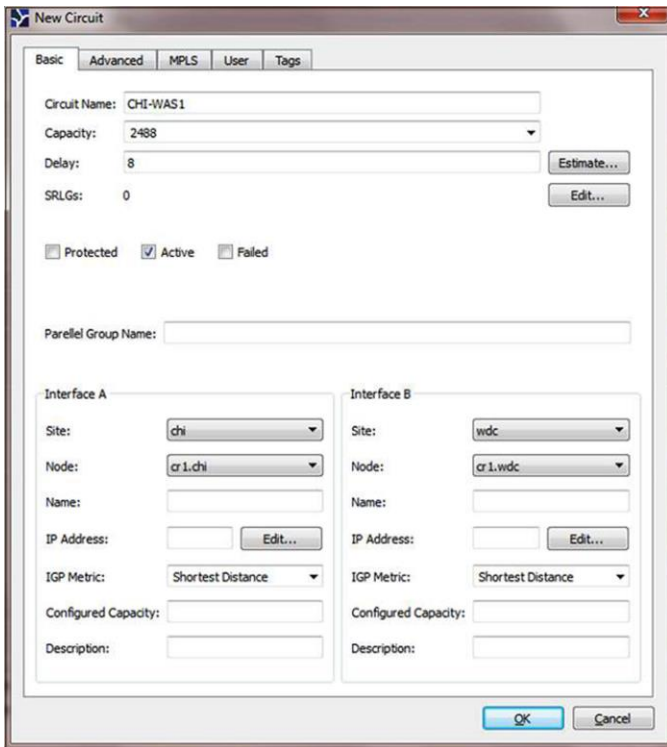 New Circuit
Basic Advanced MPLS User Tags
Circuit Name: CHI-WAS1
Capacity: 2488
Delay: 8 Estimate...
SRLGs: 0 Edit...
Protected Active Failed
Parellel Group Name:
Interface A
Site: chi
Node: cr1.chi
Name:
IP Address: Edit...
IGP Metric: Shortest Distance
Configured Capacity:
Description:
Interface B
Site: wdc
Node: cr1.wdc
Name:
IP Address: Edit...
IGP Metric: Shortest Distance
Configured Capacity:
Description:
OK Cancel